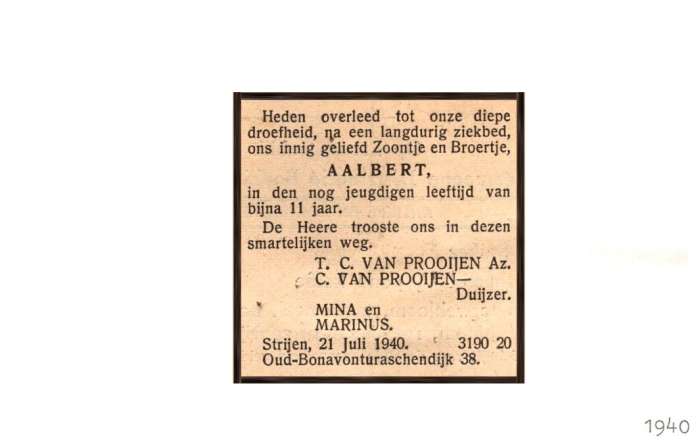 Heden overleed tot onze diepe
droefheid, na een langdurig ziekbed,
ons innig geliefd Zoontje en Broertje,
AALBERT,
in den nog jeugdigen leeftijd van
bijna 11 jaar.
De Heere trooste ons in dezen
smartelijken weg.
T. C. VAN PROOIJEN Az.
C. VAN PROOIJEN—
Duijzer.
MINA en
MARINUS.
Strijen, 21 Juli 1940. 3190 20
Oud-Bonavonturaschendijk 38.
1940